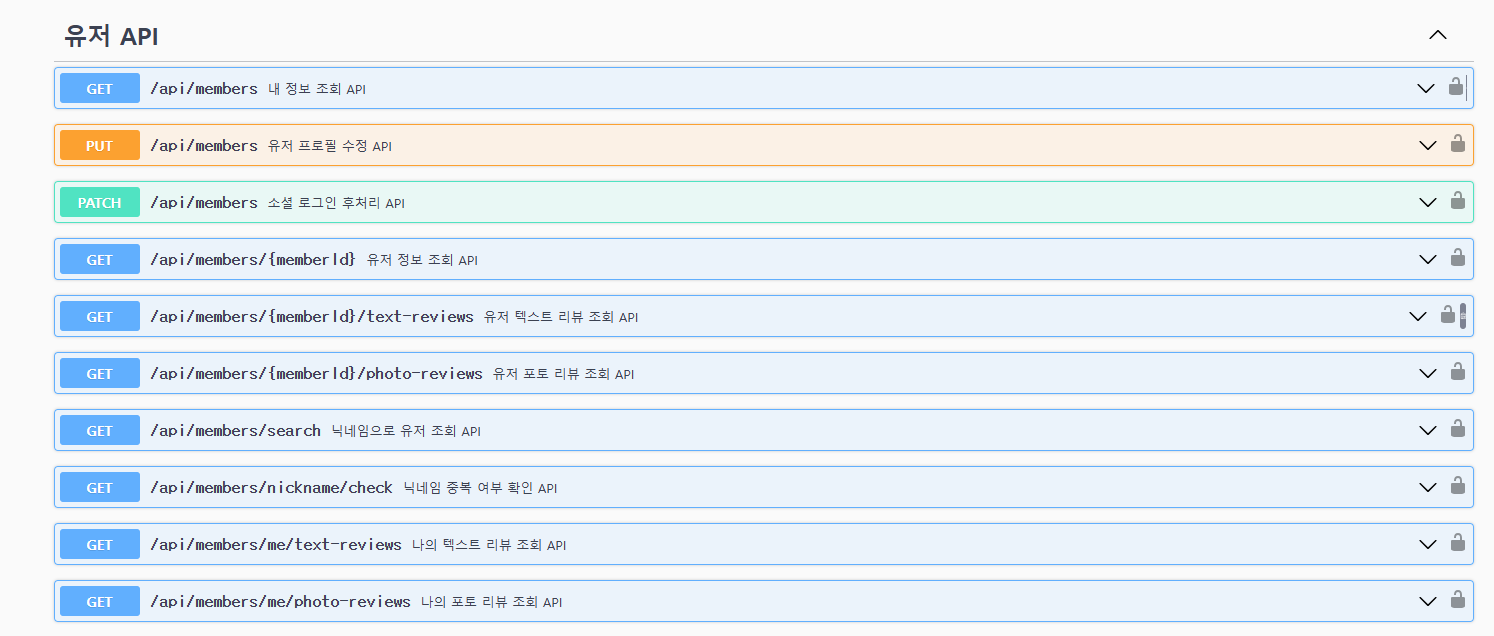 유저 API
GET /api/members 내 정보 조회 API
PUT /api/members 유저 프로필 수정 API
PATCH /api/members 소셜 로그인 후처리 API
GET /api/members/{memberId} 유저 정보 조회 API
GET /api/members/{memberId}/text-reviews 유저 텍스트 리뷰 조회 API
GET /api/members/{memberId}/photo-reviews 유저 포토 리뷰 조회 API
GET /api/members/search 닉네임으로 유저 조회 API
GET /api/members/nickname/check 닉네임 중복 여부 확인 API
GET /api/members/me/text-reviews 나의 텍스트 리뷰 조회 API
GET /api/members/me/photo-reviews 나의 포토 리뷰 조회 API